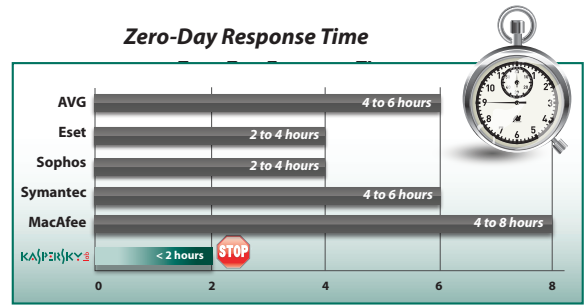 Zero-Day Response Time
AVG 4 to 6 hours
Eset 2 to 4 hours
Sophos 2 to 4 hours
Symantec 4 to 6 hours
MacAfee 4 to 8 hours
KASPERSKY lab < 2 hours STOP
0 2 4 6 8